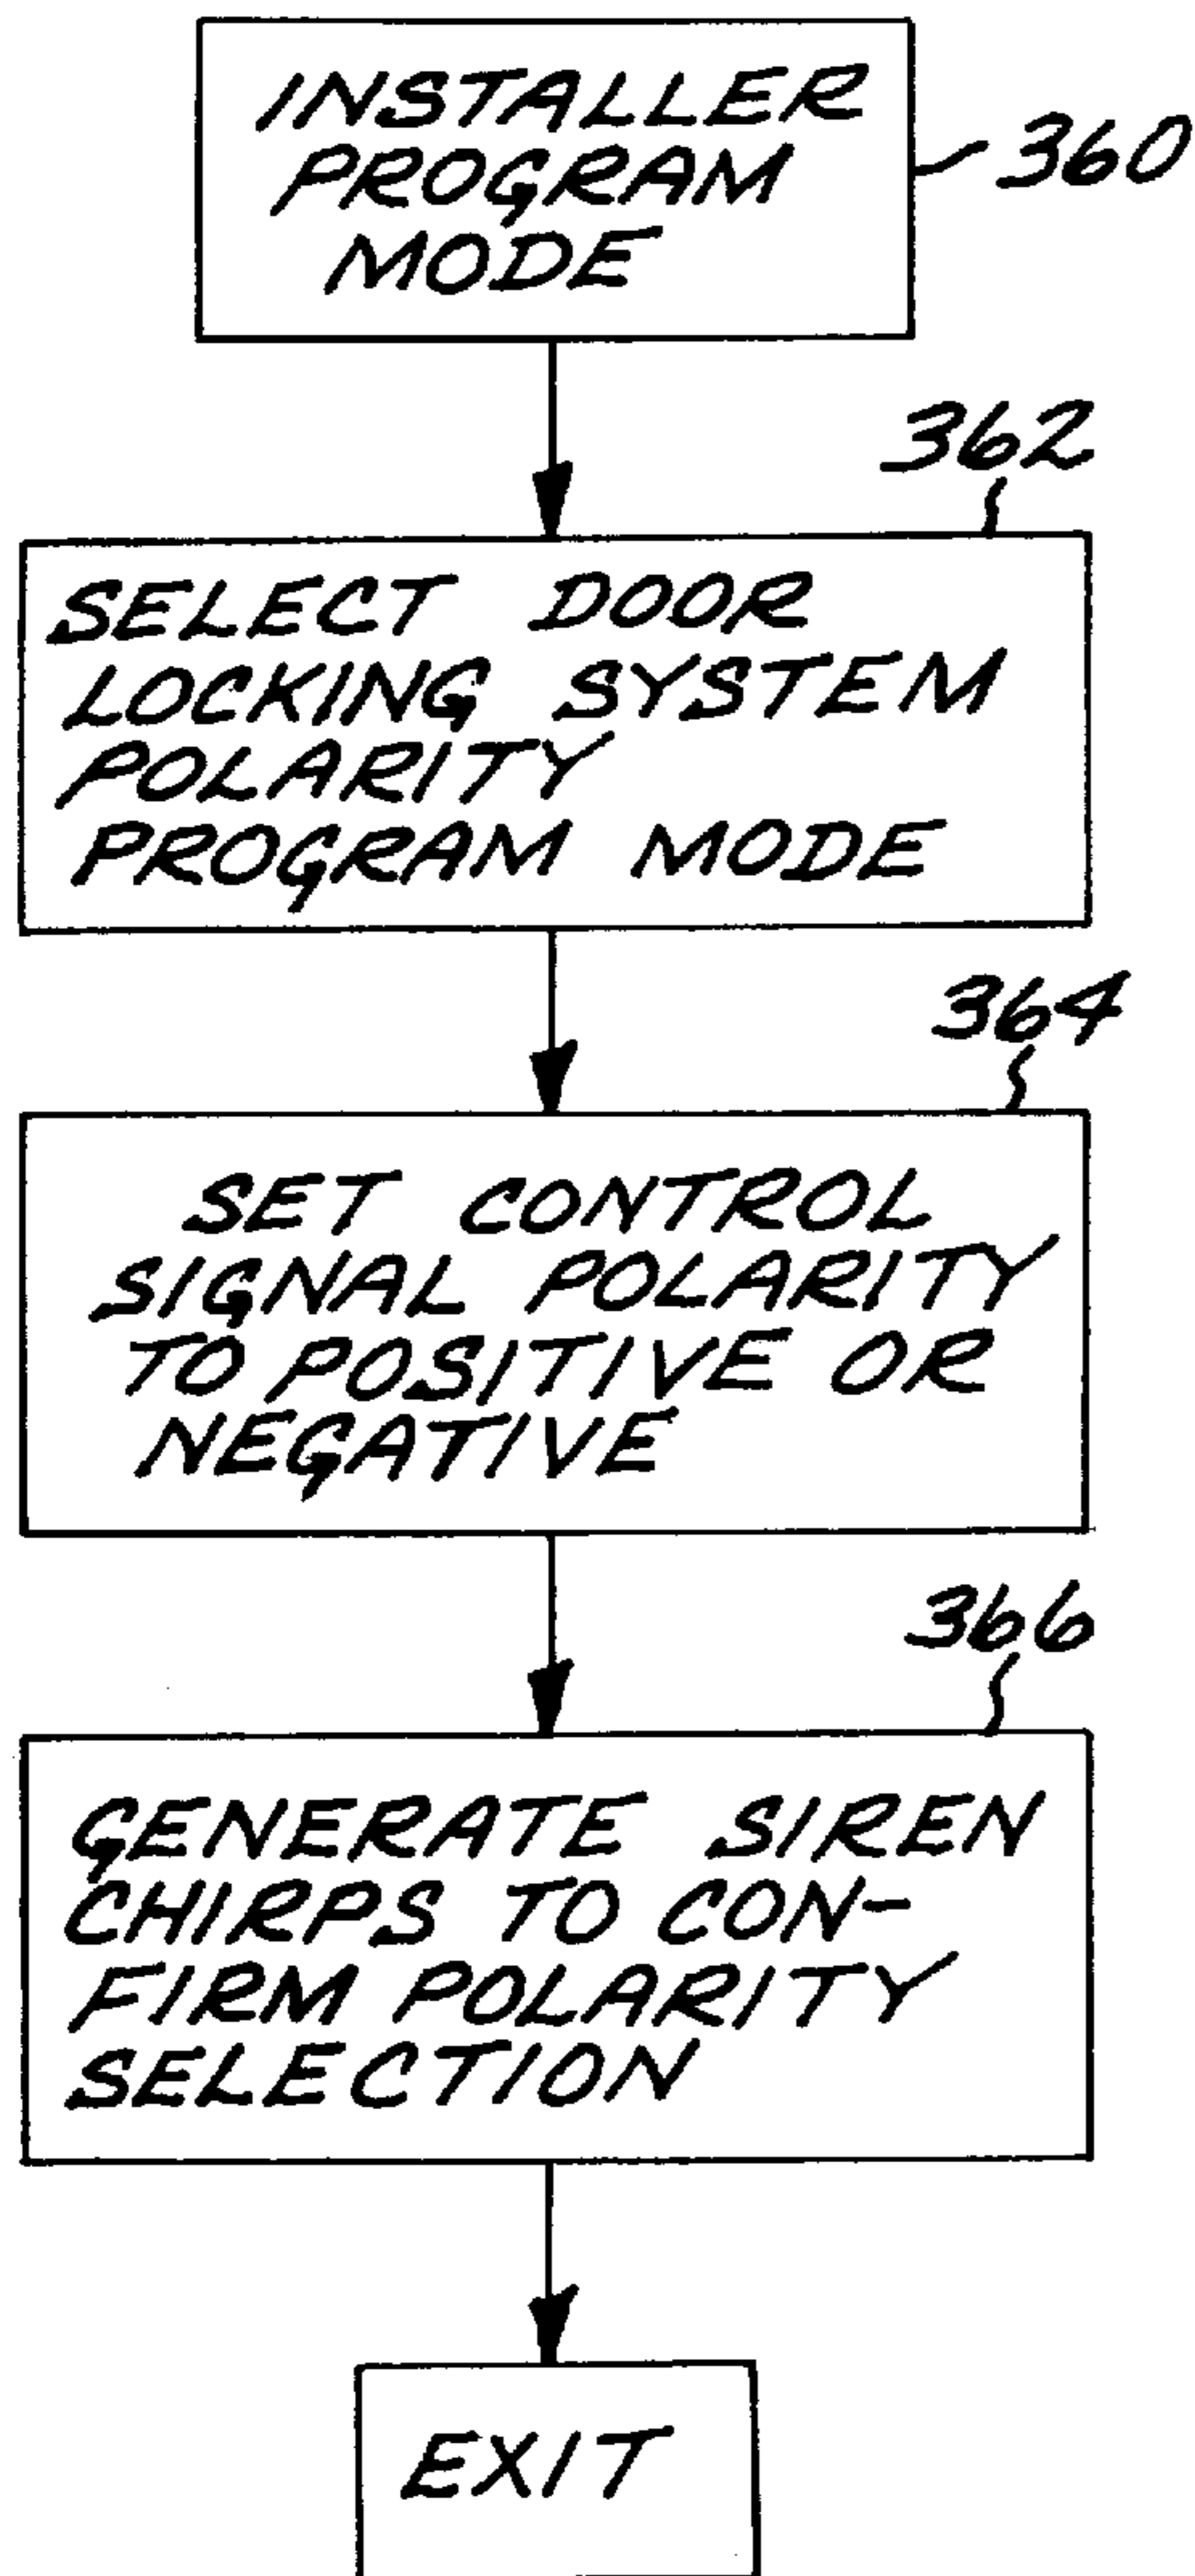 INSTALLER
PROGRAM
MODE
360
362
SELECT DOOR
LOCKING SYSTEM
POLARITY
PROGRAM MODE
364
SET CONTROL
SIGNAL POLARITY
TO POSITIVE OR
NEGATIVE
366
GENERATE SIREN
CHIRPS TO CON-
FIRM POLARITY
SELECTION
EXIT